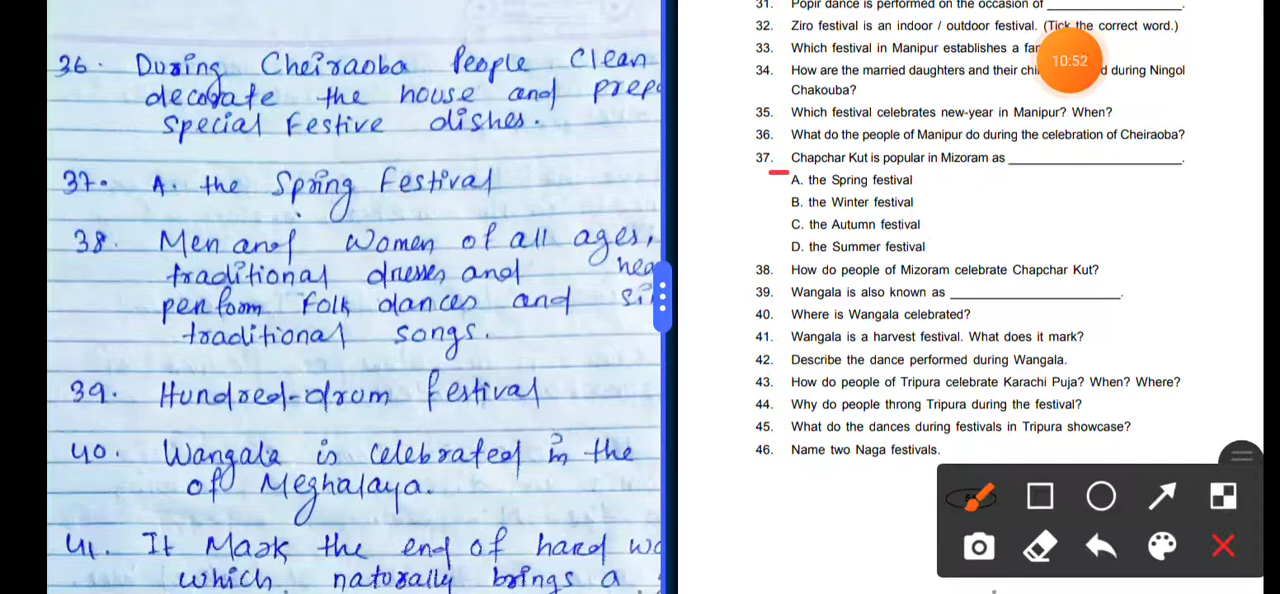 36. During Cheiraoba People clean
decorate the house and prep
special Festive dishes.
37. A. the Spring Festival
38. Men and women of all ages,
traditional dresses and hea
perform folk dances and si
traditional songs.
39. Hundred-drum festival
40. Wangala is celebrated in the
of Meghalaya.
41. It Mark the end of hard wo
which naturally brings a
31. Popir dance is performed on the occasion of ____________.
32. Ziro festival is an indoor / outdoor festival. (Tick the correct word.)
33. Which festival in Manipur establishes a far
10:52
34. How are the married daughters and their chi d during Ningol
Chakouba?
35. Which festival celebrates new-year in Manipur? When?
36. What do the people of Manipur do during the celebration of Cheiraoba?
37. Chapchar Kut is popular in Mizoram as ____________.
A. the Spring festival
B. the Winter festival
C. the Autumn festival
D. the Summer festival
38. How do people of Mizoram celebrate Chapchar Kut?
39. Wangala is also known as ____________.
40. Where is Wangala celebrated?
41. Wangala is a harvest festival. What does it mark?
42. Describe the dance performed during Wangala.
43. How do people of Tripura celebrate Karachi Puja? When? Where?
44. Why do people throng Tripura during the festival?
45. What do the dances during festivals in Tripura showcase?
46. Name two Naga festivals.